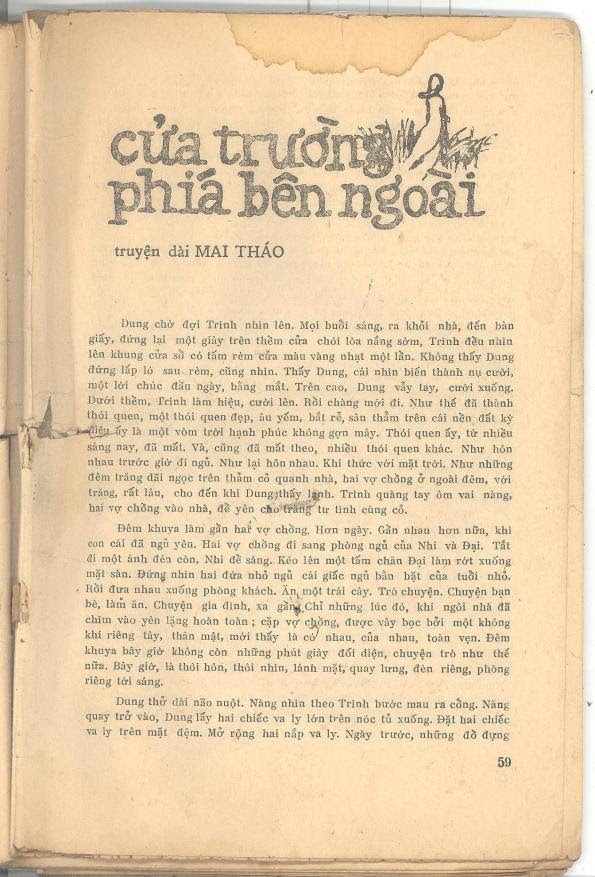 cửa trường
phiá bên ngoài
truyện dài MAI THẢO
Dung chờ đợi Trinh nhìn lên. Mọi buổi sáng, ra khỏi nhà, đến bàn
giấy, đứng lại một giây trên thềm cửa chói lòa nắng sớm, Trinh đều nhìn
lên khung cửa sổ có tấm rèm cửa màu vàng nhạt một lần. Không thấy Dung
đứng lấp ló sau rèm, cũng nhìn. Thấy Dung, cái nhìn biến thành nụ cười,
một lời chúc đầu ngày, bằng mắt. Trên cao, Dung vẫy tay, cười xuống.
Dưới thềm, Trinh làm hiệu, cười lên. Rồi chàng mới đi. Như thế đã thành
thói quen, một thói quen đẹp, âu yếm, bắt rễ, sâu thẳm trên cái nền đất kỳ
diệu ấy là một vòm trời hạnh phúc không gợn mây. Thói quen ấy, từ nhiều
sáng nay, đã mất. Và, cũng đã mất theo, nhiều thói quen khác. Như hôn
nhau trước giờ đi ngủ. Như lại hôn nhau. Khi thức với mặt trời. Như những
đêm trăng dãi ngọc trên thảm cỏ quanh nhà, hai vợ chồng ở ngoài đêm, với
trăng, rất lâu, cho đến khi Dung thấy lạnh. Trinh quàng tay ôm vai nàng,
hai vợ chồng vào nhà, để yên cho trăng tự tình cùng cỏ.
Đêm khuya làm gần hai vợ chồng. Hơn ngày. Gần nhau hơn nữa, khi
con cái đã ngủ yên. Hai vợ chồng đi sang phòng ngủ của Nhi và Đại. Tắt
đi một ánh đèn còn, Nhi để sáng. Kéo lên một tấm chăn Đại làm rớt xuống
mặt sàn. Đứng nhìn hai đứa nhỏ ngủ cái giấc ngủ bằn bặt của tuổi nhỏ.
Rồi đưa nhau xuống phòng khách. Ăn một trái cây. Trò chuyện. Chuyện bạn
bè, làm ăn. Chuyện gia đình, xa gần. Chỉ những lúc đó, khi ngôi nhà đã
chìm vào yên lặng hoàn toàn ; cặp vợ chồng, được vây bọc bởi một không
khí riêng tây, thân mật, mới thấy là có nhau, của nhau, toàn vẹn. Đêm
khuya bây giờ không còn những phút giây đối diện, chuyện trò như thế
nữa. Bây giờ, là thôi hôn, thôi nhìn, lánh mặt, quay lưng, đèn riêng, phòng
riêng tới sáng.
Dung thở dài não nuột. Nàng nhìn theo Trinh bước mau ra cổng. Nàng
quay trở vào, Dung lấy hai chiếc va ly lớn trên nóc tủ xuống. Đặt hai chiếc
va ly trên mặt đệm. Mở rộng hai nắp va ly. Ngày trước, những đồ đựng
59